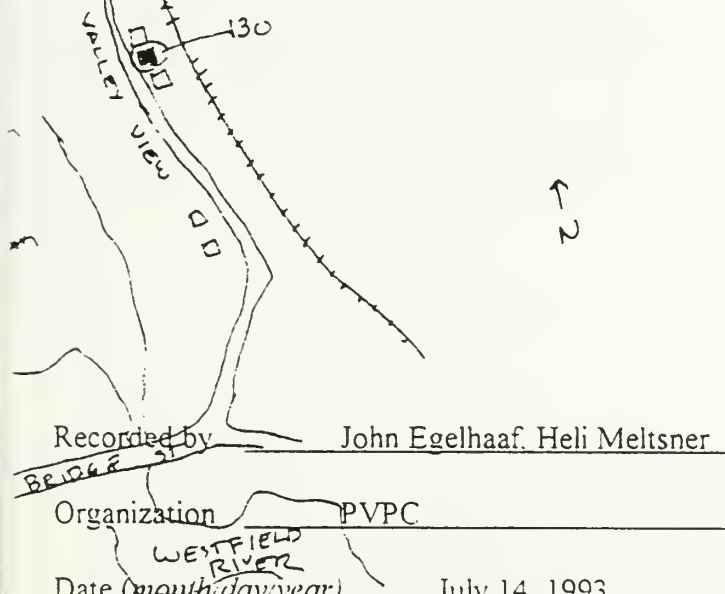 130
VALLEY VIEW
N
Recorded by John Egelhaaf, Heli Meltsner
BRIDGE ST
Organization PVPC
WESTFIELD
RIVER
Date (month/day/year) July 14, 1993